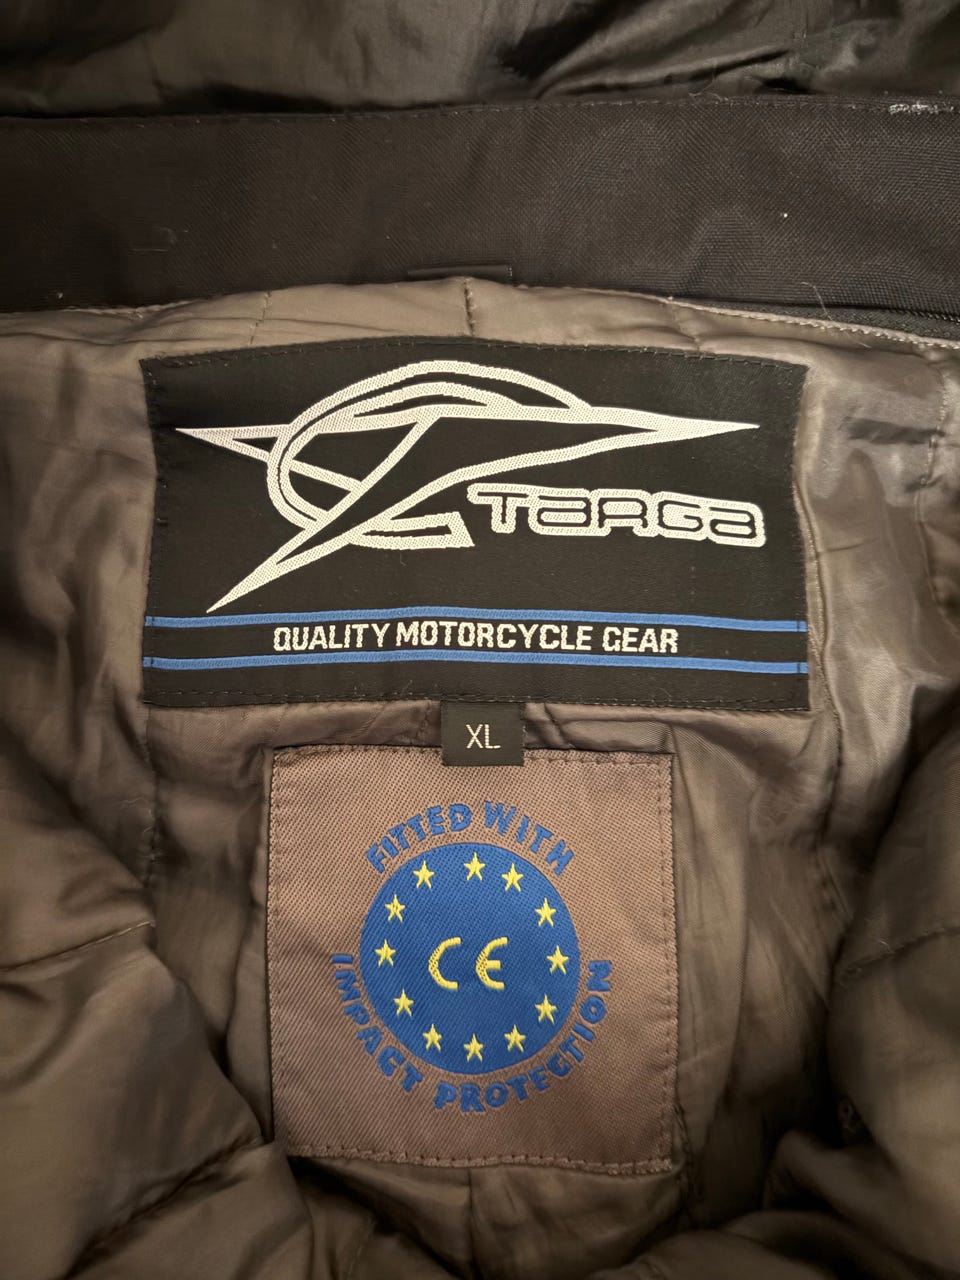 TARGA
QUALITY MOTORCYCLE GEAR
XL
FITTED WITH
CE
IMPACT PROTECTION